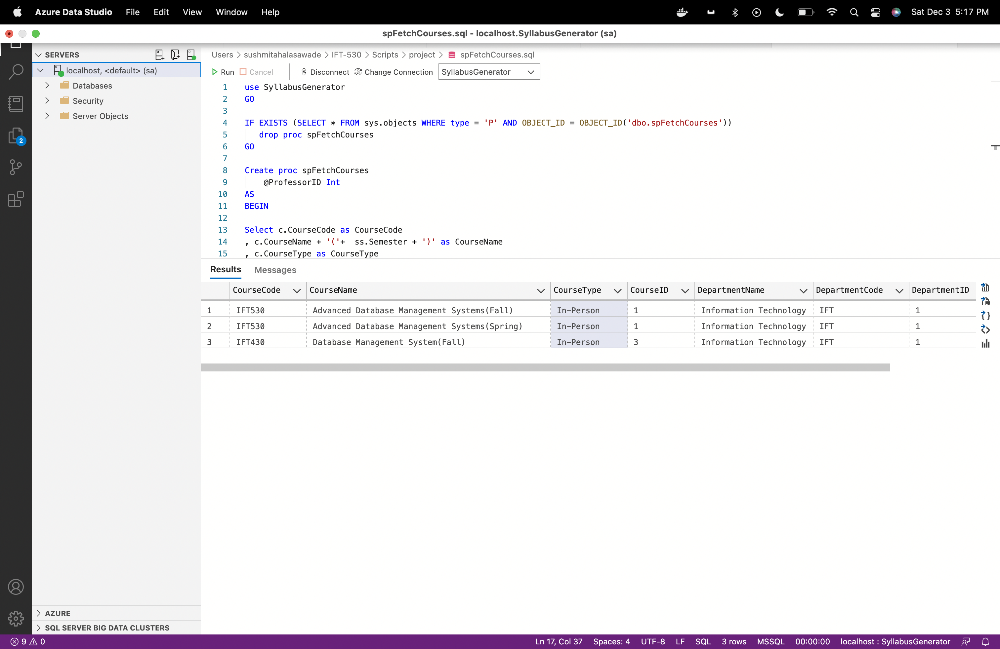 Azure Data Studio File Edit View Window Help Sat Dec 3 5:17 PM
spFetchCourses.sql - localhost.SyllabusGenerator (sa)
SERVERS
localhost, <default> (sa)
Databases
Security
Server Objects
2
AZURE
SQL SERVER BIG DATA CLUSTERS
Users > sushmitahalasawade > IFT-530 > Scripts > project > spFetchCourses.sql
Run Cancel Disconnect Change Connection SyllabusGenerator
1 use SyllabusGenerator
2 GO
3
4 IF EXISTS (SELECT * FROM sys.objects WHERE type = 'P' AND OBJECT_ID = OBJECT_ID('dbo.spFetchCourses'))
5 drop proc spFetchCourses
6 GO
7
8 Create proc spFetchCourses
9 @ProfessorID Int
10 AS
11 BEGIN
12
13 Select c.CourseCode as CourseCode
14 , c.CourseName + '('+  ss.Semester + ')' as CourseName
15 , c.CourseType as CourseType
Results Messages
CourseCode CourseName CourseType CourseID DepartmentName DepartmentCode DepartmentID
1 IFT530 Advanced Database Management Systems(Fall) In-Person 1 Information Technology IFT 1
2 IFT530 Advanced Database Management Systems(Spring) In-Person 1 Information Technology IFT 1
3 IFT430 Database Management System(Fall) In-Person 3 Information Technology IFT 1
9 0 Ln 17, Col 37 Spaces: 4 UTF-8 LF SQL 3 rows MSSQL 00:00:00 localhost : SyllabusGenerator